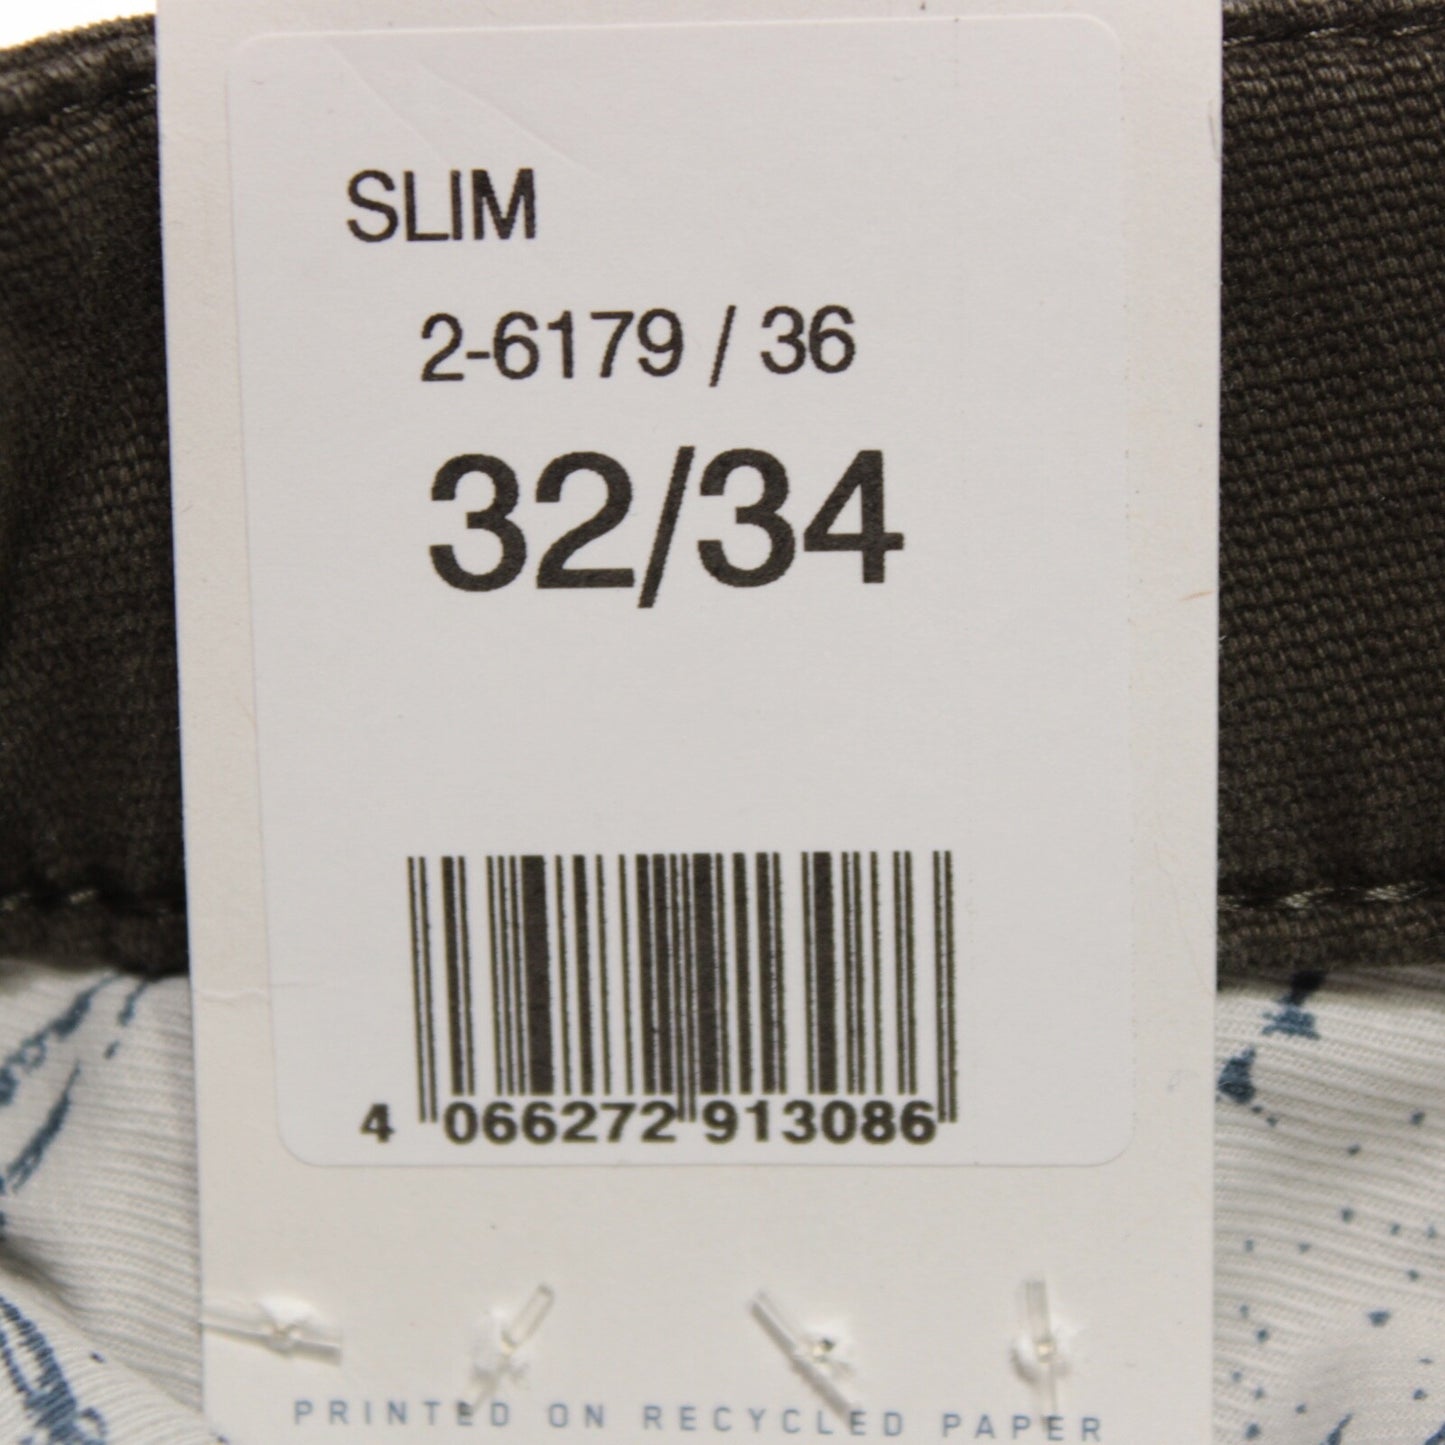 SLIM
2-6179 / 36
32/34
4 066272 913086
PRINTED ON RECYCLED PAPER